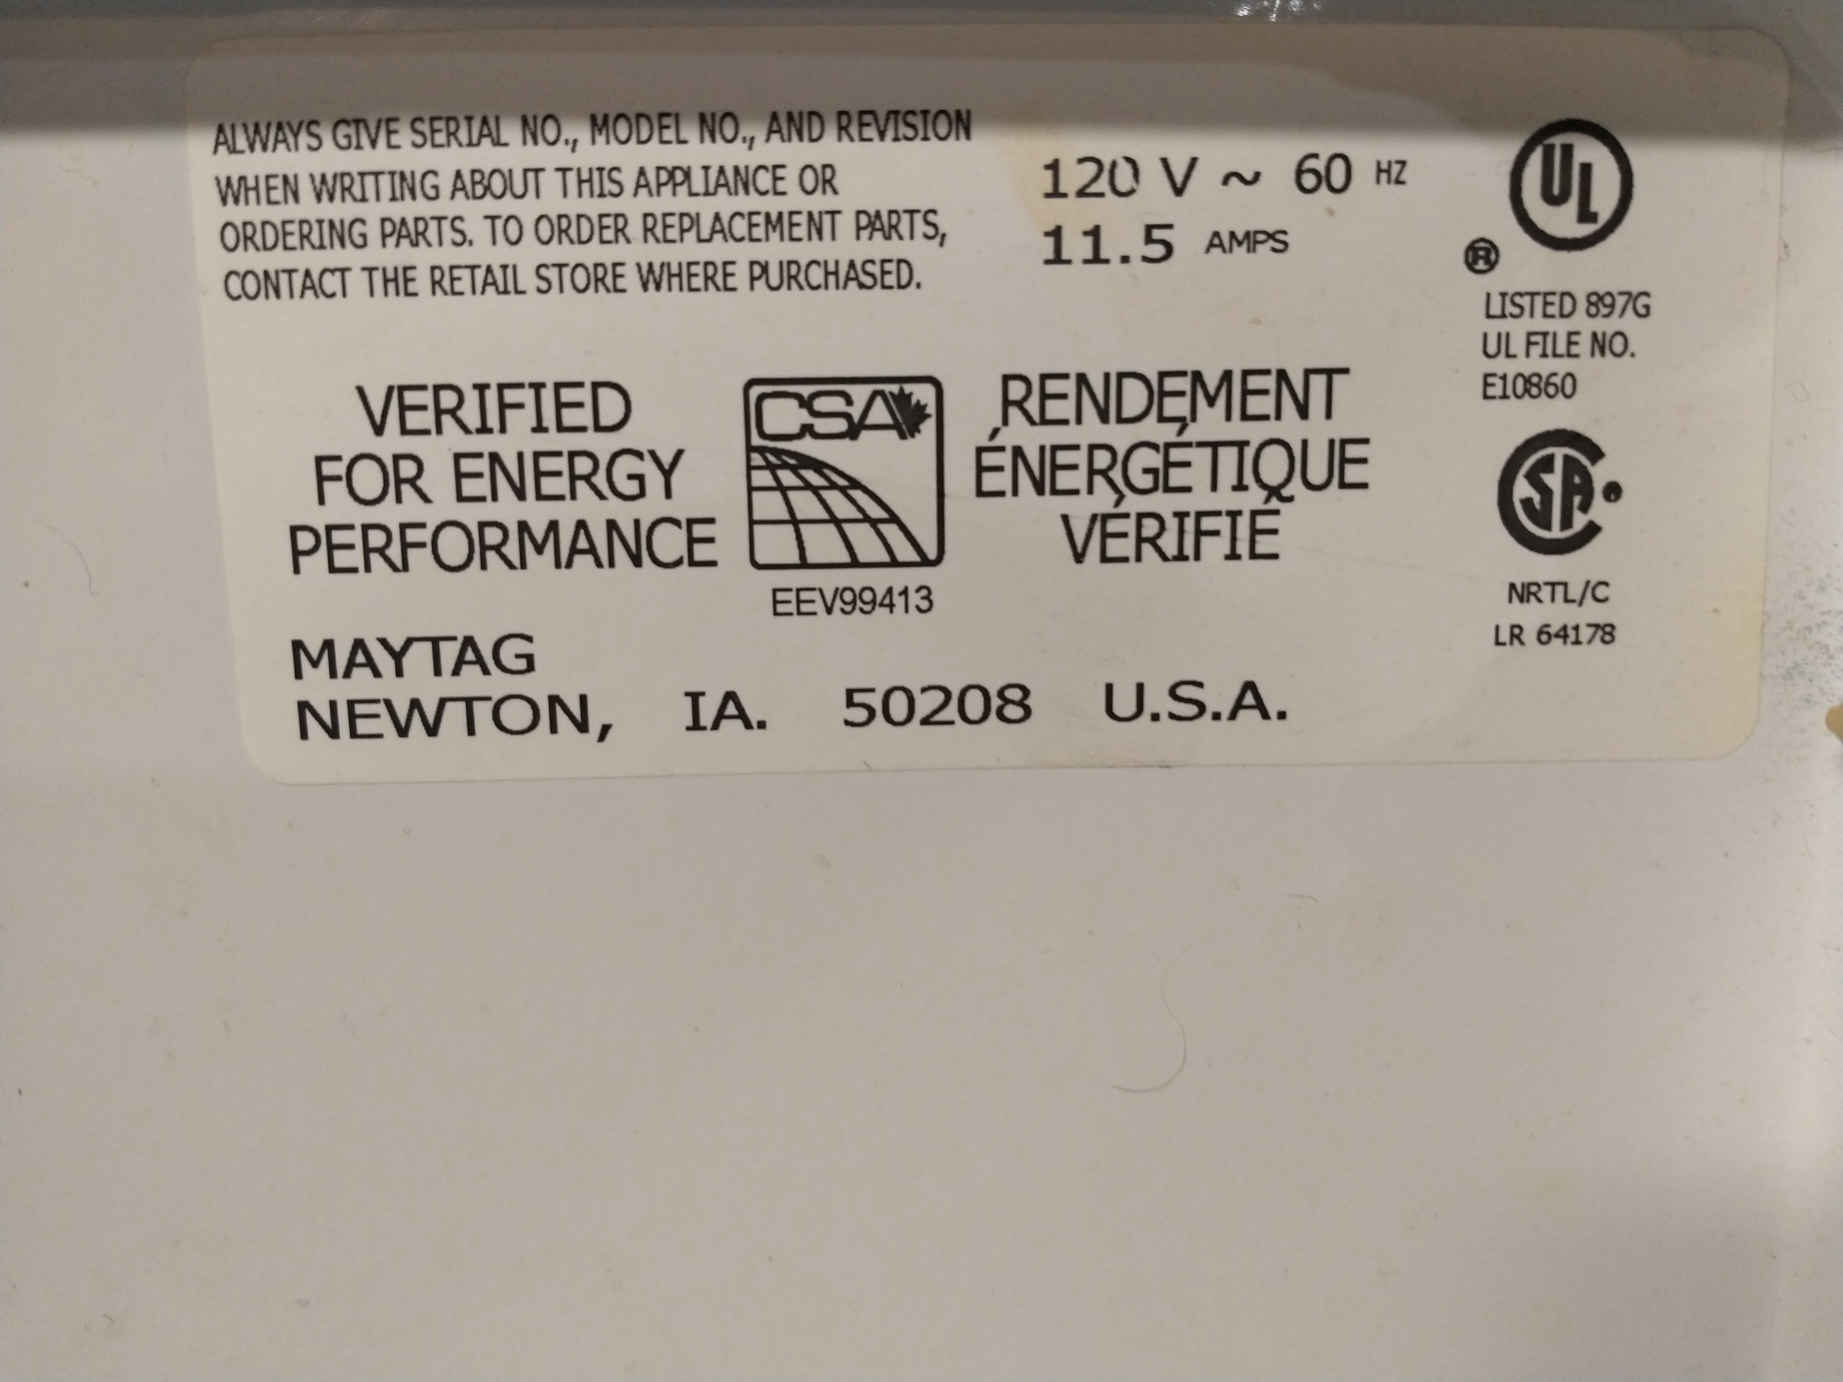 ALWAYS GIVE SERIAL NO., MODEL NO., AND REVISION
WHEN WRITING ABOUT THIS APPLIANCE OR
ORDERING PARTS. TO ORDER REPLACEMENT PARTS,
CONTACT THE RETAIL STORE WHERE PURCHASED.
120 V ~ 60 HZ
11.5 AMPS
UL
®
LISTED 897G
UL FILE NO.
E10860
VERIFIED
FOR ENERGY
PERFORMANCE
CSA
EEV99413
RENDEMENT
ÉNERGÉTIQUE
VÉRIFIÉ
CSA
NRTL/C
LR 64178
MAYTAG
NEWTON, IA. 50208 U.S.A.